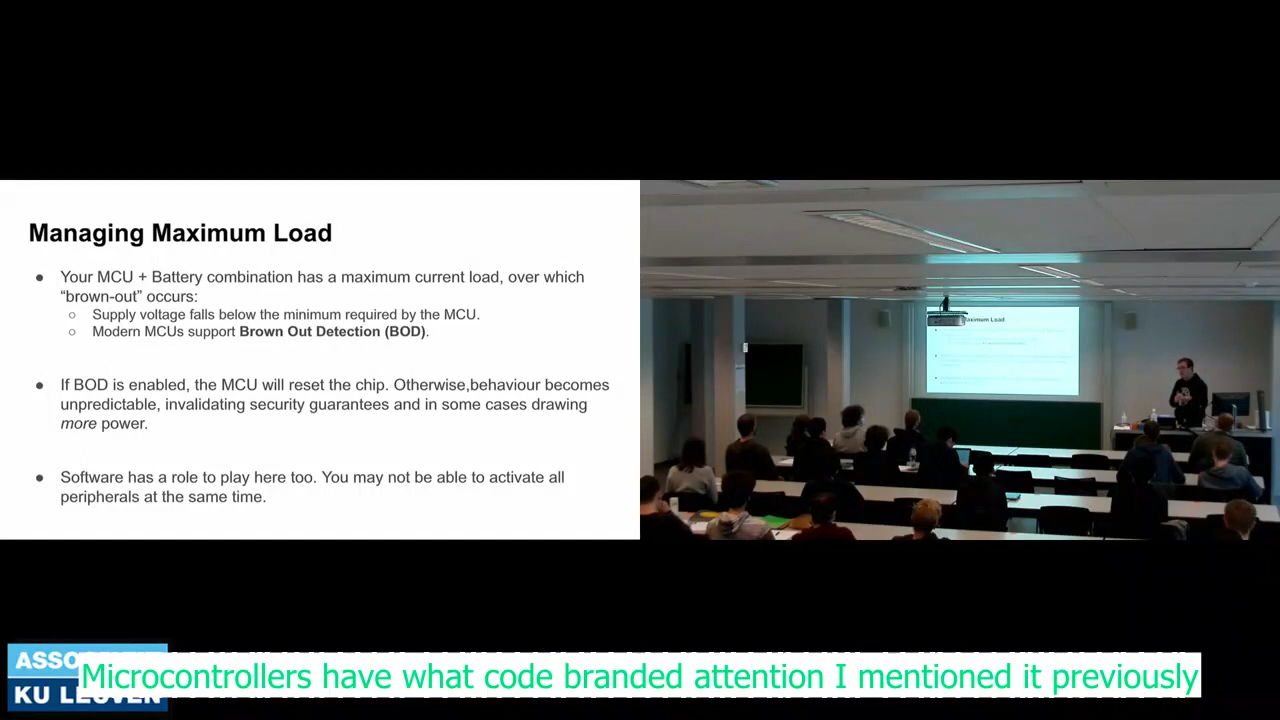 Managing Maximum Load
● Your MCU + Battery combination has a maximum current load, over which
“brown-out” occurs:
○ Supply voltage falls below the minimum required by the MCU.
○ Modern MCUs support Brown Out Detection (BOD).
● If BOD is enabled, the MCU will reset the chip. Otherwise,behaviour becomes
unpredictable, invalidating security guarantees and in some cases drawing
more power.
● Software has a role to play here too. You may not be able to activate all
peripherals at the same time.
Maximum Load
KU LEUVEN
Microcontrollers have what code branded attention I mentioned it previously